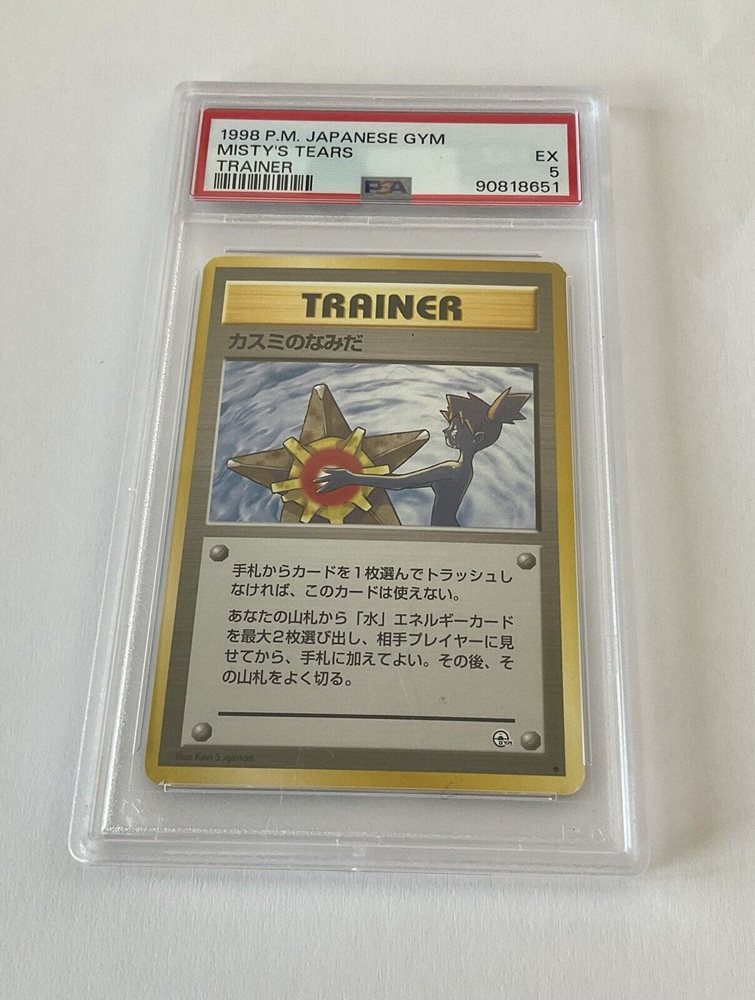 1998 P.M. JAPANESE GYM
MISTY'S TEARS
EX
TRAINER
5
PSA
90818651
TRAINER
カスミのなみだ
手札からカードを1枚選んでトラッシュし
なければ、このカードは使えない。
あなたの山札から「水」エネルギーカード
を最大2枚選び出し、相手プレイヤーに見
せてから、手札に加えてよい。その後、そ
の山札をよく切る。
GYM
Illus. Ken Sugimori